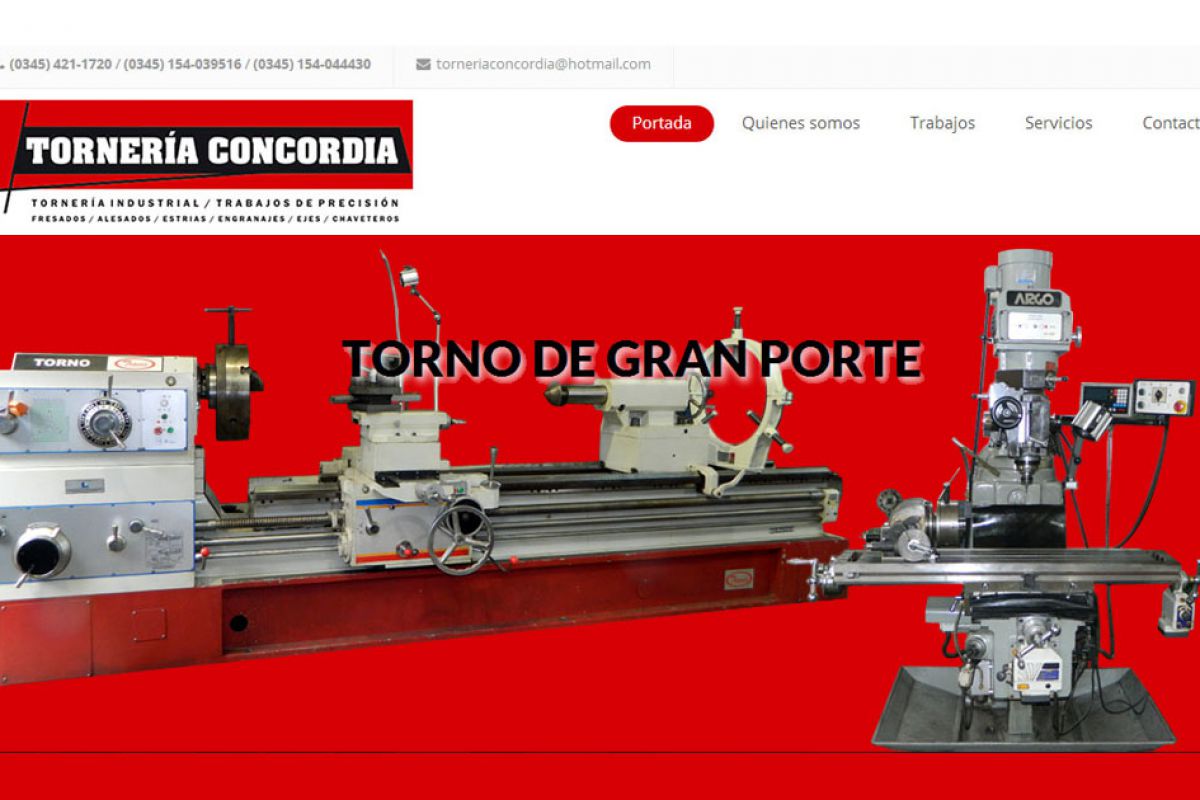 (0345) 421-1720 / (0345) 154-039516 / (0345) 154-044430
torneriaconcordia@hotmail.com
TORNERÍA CONCORDIA
TORNERÍA INDUSTRIAL / TRABAJOS DE PRECISIÓN
FRESADOS / ALESADOS / ESTRIAS / ENGRANAJES / EJES / CHAVETEROS
Portada Quienes somos Trabajos Servicios Contact
TORNO DE GRAN PORTE
TORNO
ARGO